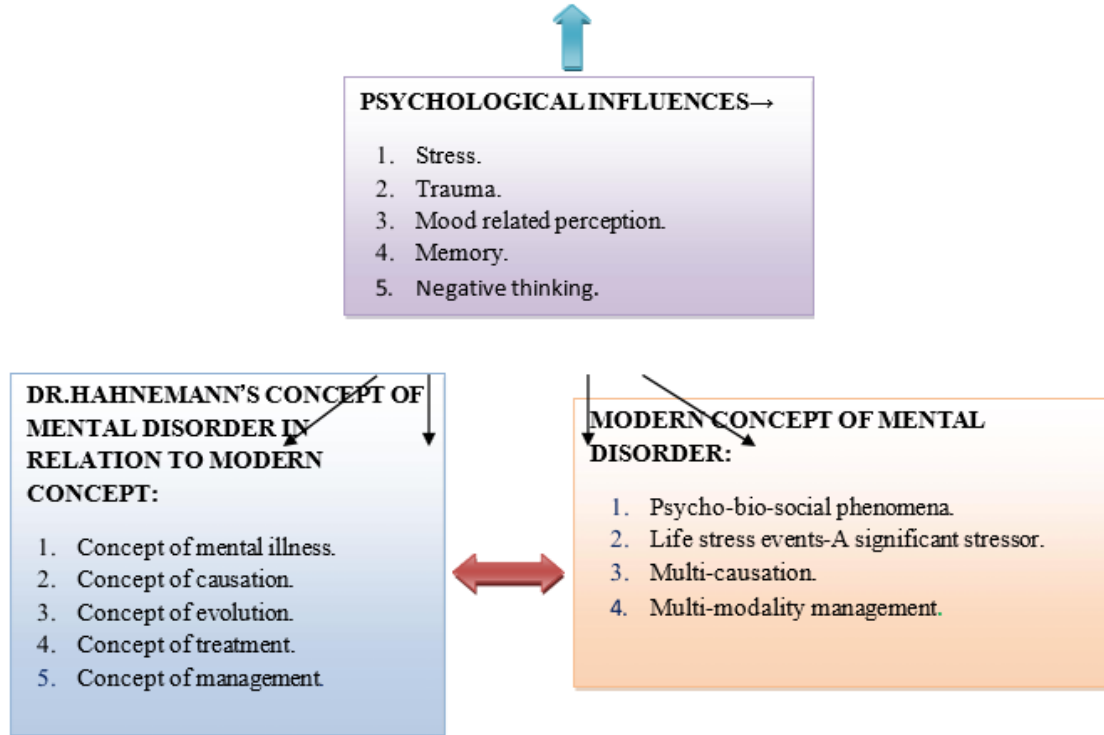 PSYCHOLOGICAL INFLUENCES→
1. Stress.
2. Trauma.
3. Mood related perception.
4. Memory.
5. Negative thinking.
DR.HAHNEMANN’S CONCEPT OF
MENTAL DISORDER IN
RELATION TO MODERN
CONCEPT:
1. Concept of mental illness.
2. Concept of causation.
3. Concept of evolution.
4. Concept of treatment.
5. Concept of management.
MODERN CONCEPT OF MENTAL
DISORDER:
1. Psycho-bio-social phenomena.
2. Life stress events-A significant stressor.
3. Multi-causation.
4. Multi-modality management.